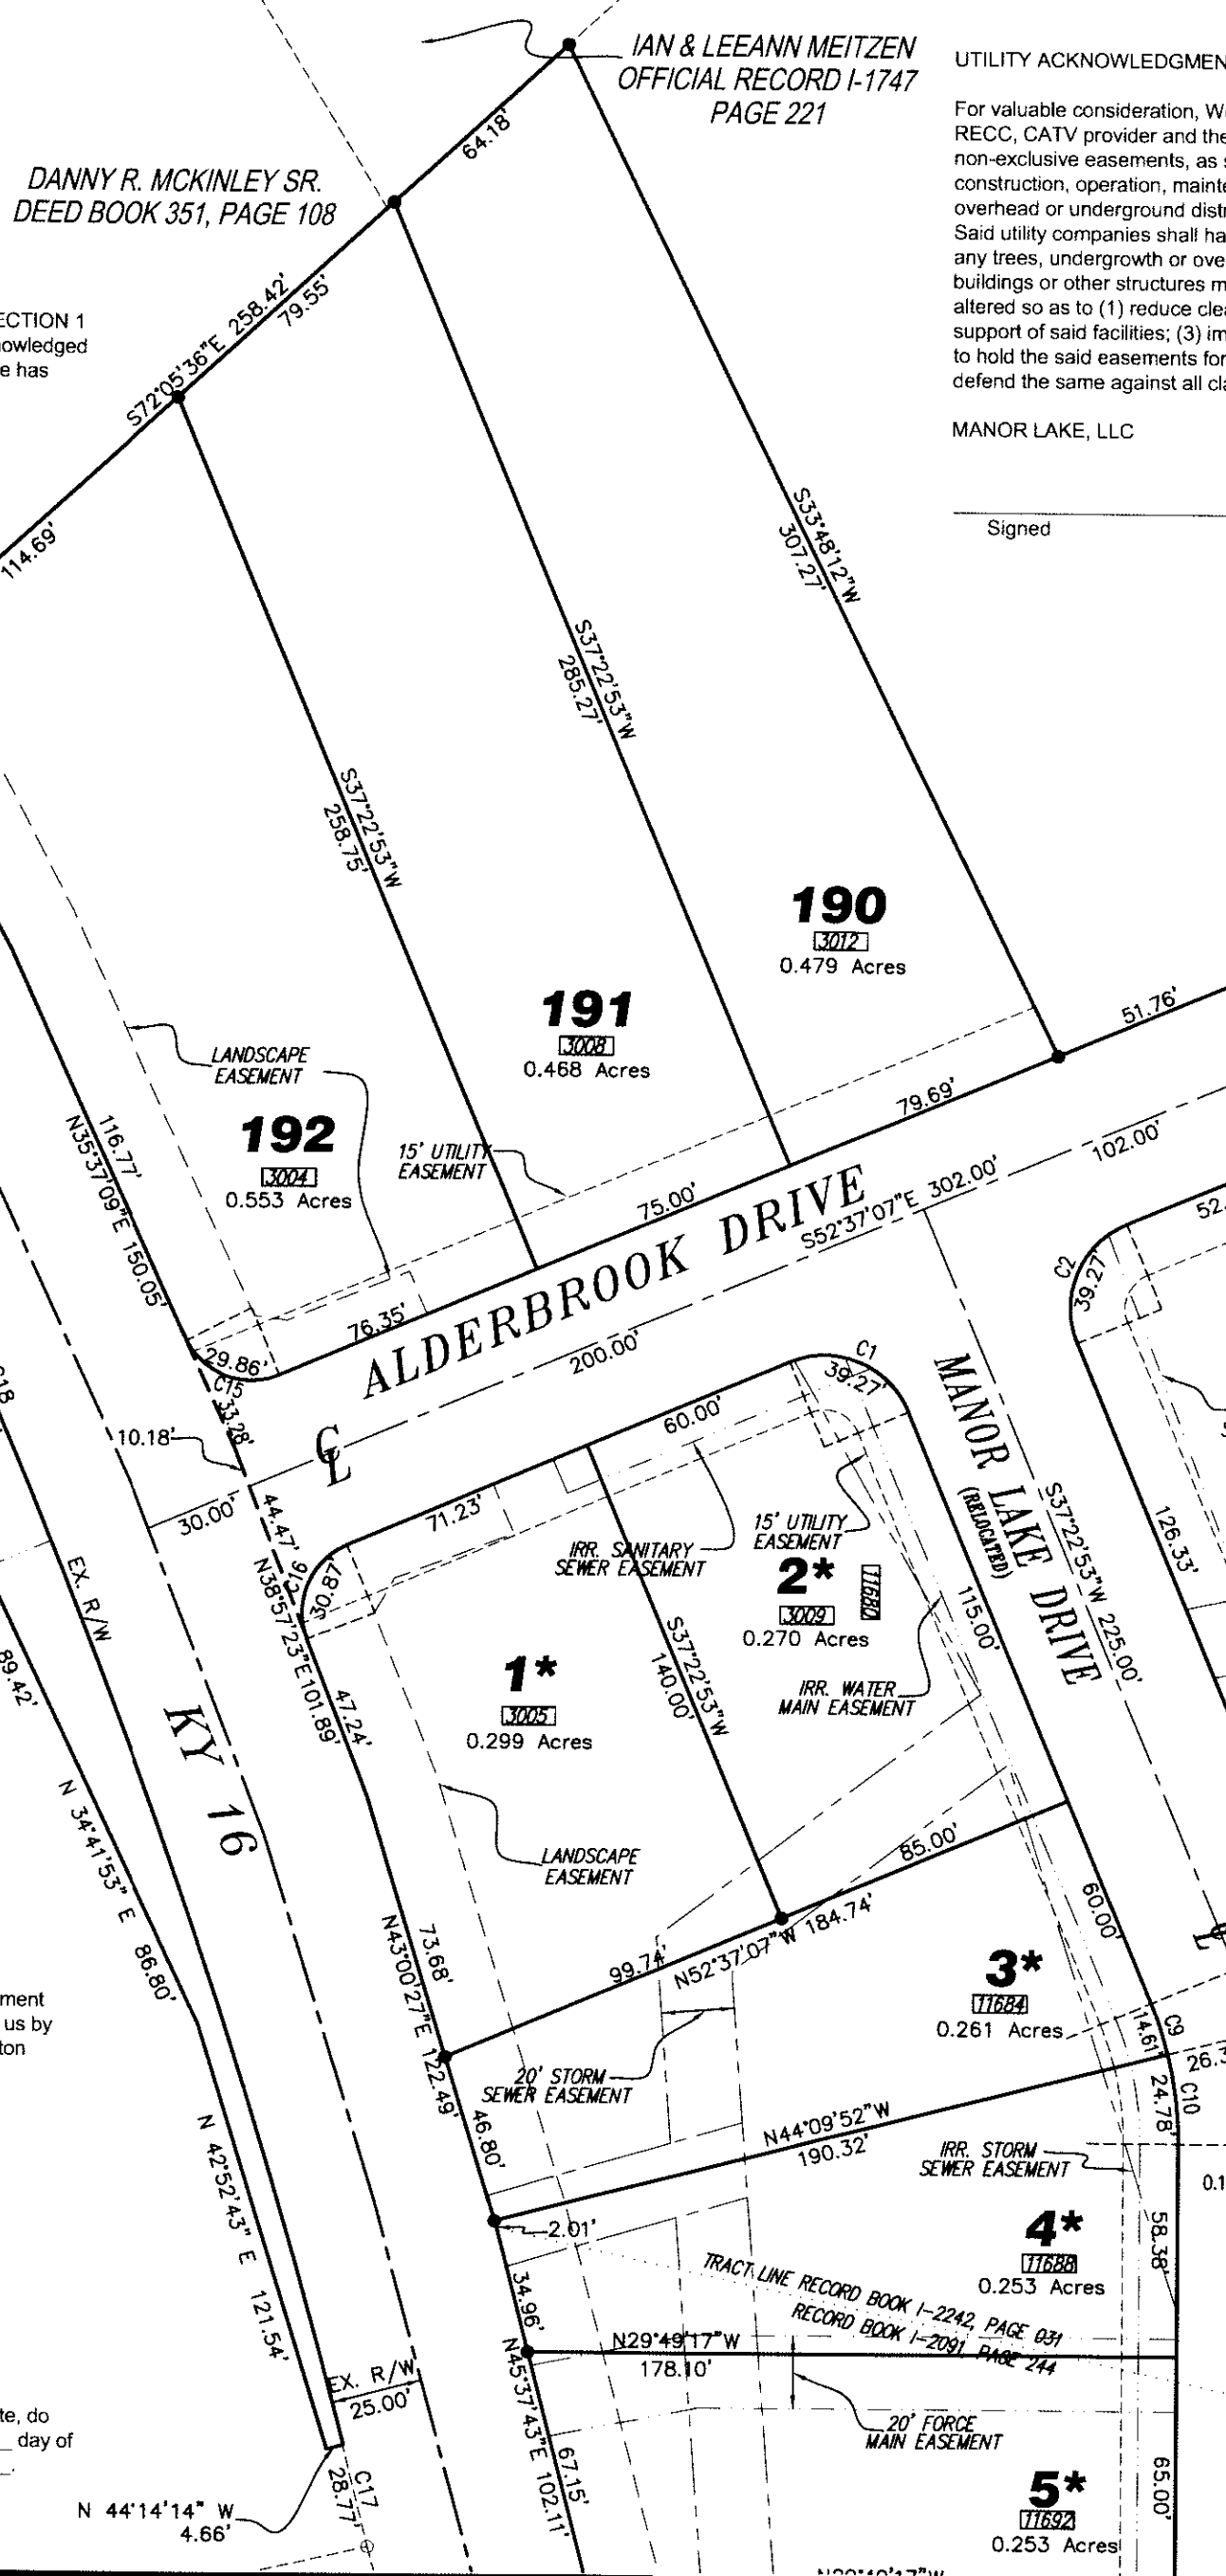 IAN & LEEANN MEITZEN
OFFICIAL RECORD I-1747
PAGE 221
DANNY R. MCKINLEY SR.
DEED BOOK 351, PAGE 108
UTILITY ACKNOWLEDGMEN
For valuable consideration, W
RECC, CATV provider and the
non-exclusive easements, as
construction, operation, mainte
overhead or underground distr
Said utility companies shall ha
any trees, undergrowth or ove
buildings or other structures m
altered so as to (1) reduce clea
support of said facilities; (3) im
to hold the said easements for
defend the same against all cla
MANOR LAKE, LLC
Signed
ECTION 1
owledged
e has
64.18'
S72°05'36"E 258.42'
79.55'
114.69'
S33°48'12"W
307.27'
S37°22'53"W
285.27'
S37°22'53"W
258.75'
190
3012
0.479 Acres
191
3008
0.468 Acres
192
3004
0.553 Acres
LANDSCAPE
EASEMENT
15' UTILITY
EASEMENT
116.77'
N35°37'09"E 150.05'
51.76'
79.69'
75.00'
76.35'
ALDERBROOK DRIVE
S52°37'07"E 302.00'
102.00'
200.00'
CL
29.86'
C15
33.28'
10.18'
30.00'
44.47'
C16
30.87'
N38°57'23"E 101.89'
47.24'
71.23'
60.00'
C1
39.27'
C2
39.27'
52.
126.33'
MANOR LAKE DRIVE
(RELOCATED)
S37°22'53"W 225.00'
115.00'
IRR. SANITARY
SEWER EASEMENT
15' UTILITY
EASEMENT
2*
3009
11680
0.270 Acres
IRR. WATER
MAIN EASEMENT
S37°22'53"W
140.00'
1*
3005
0.299 Acres
LANDSCAPE
EASEMENT
C18
EX. R/W
89.42'
KY 16
N 34°41'53" E 86.80'
N43°00'27"E 122.49'
73.68'
99.74'
N52°37'07"W 184.74'
85.00'
60.00'
3*
11684
0.261 Acres
C9
14.61'
26.3
24.78'
C10
20' STORM
SEWER EASEMENT
46.80'
N44°09'52"W
190.32'
IRR. STORM
SEWER EASEMENT
0.1
2.01'
4*
11688
0.253 Acres
58.38'
TRACT LINE RECORD BOOK I-2242, PAGE 031
RECORD BOOK I-2091, PAGE 244
34.96'
N29°49'17"W
178.10'
N45°37'43"E 102.11'
67.15'
20' FORCE
MAIN EASEMENT
5*
11692
0.253 Acres
65.00'
ment
us by
ton
N 42°52'43" E 121.54'
EX. R/W
25.00'
te, do
day of
N 44°14'14" W
4.66'
C17
28.77'